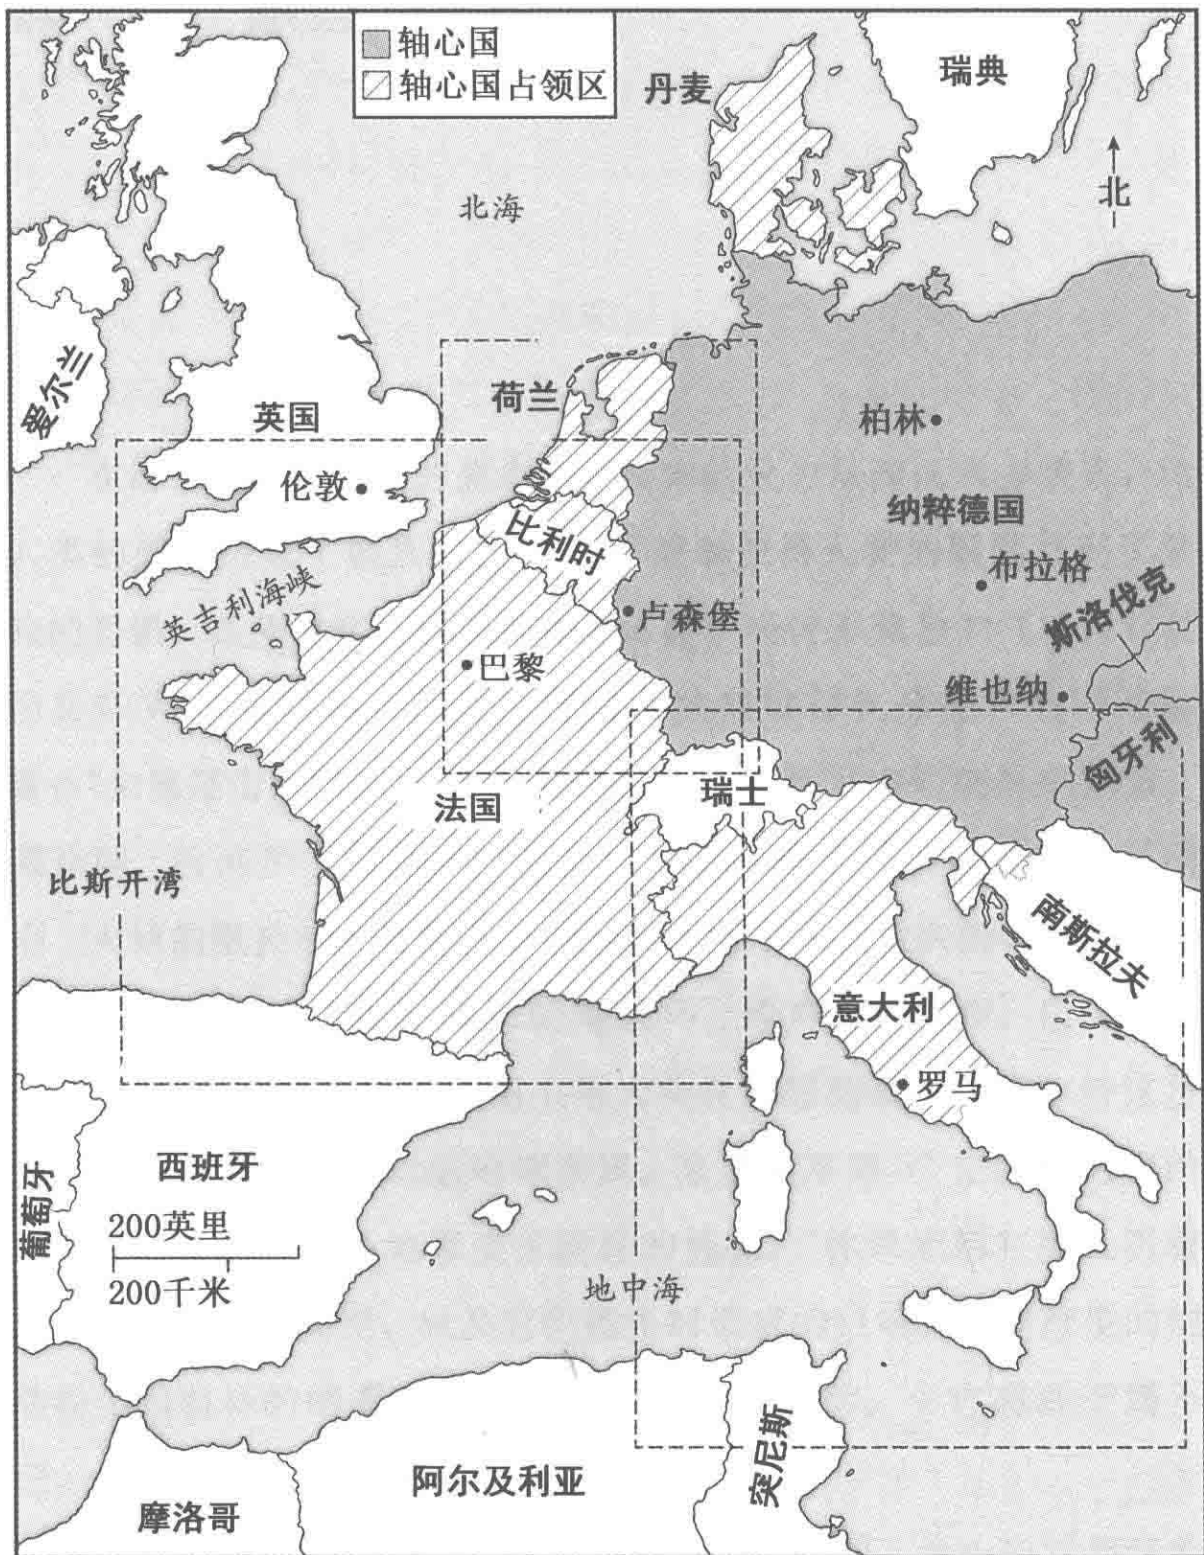 轴心国
轴心国占领区
丹麦
瑞典
北
北海
爱尔兰
荷兰
英国
柏林
伦敦
纳粹德国
比利时
布拉格
英吉利海峡
卢森堡
斯洛伐克
巴黎
维也纳
匈牙利
瑞士
法国
比斯开湾
南斯拉夫
意大利
罗马
西班牙
葡萄牙
200英里
200千米
地中海
突尼斯
阿尔及利亚
摩洛哥